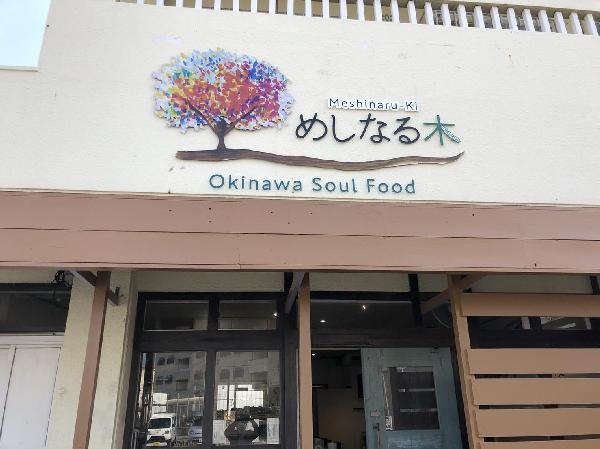 Meshinaru-Ki
めしなる木
Okinawa Soul Food